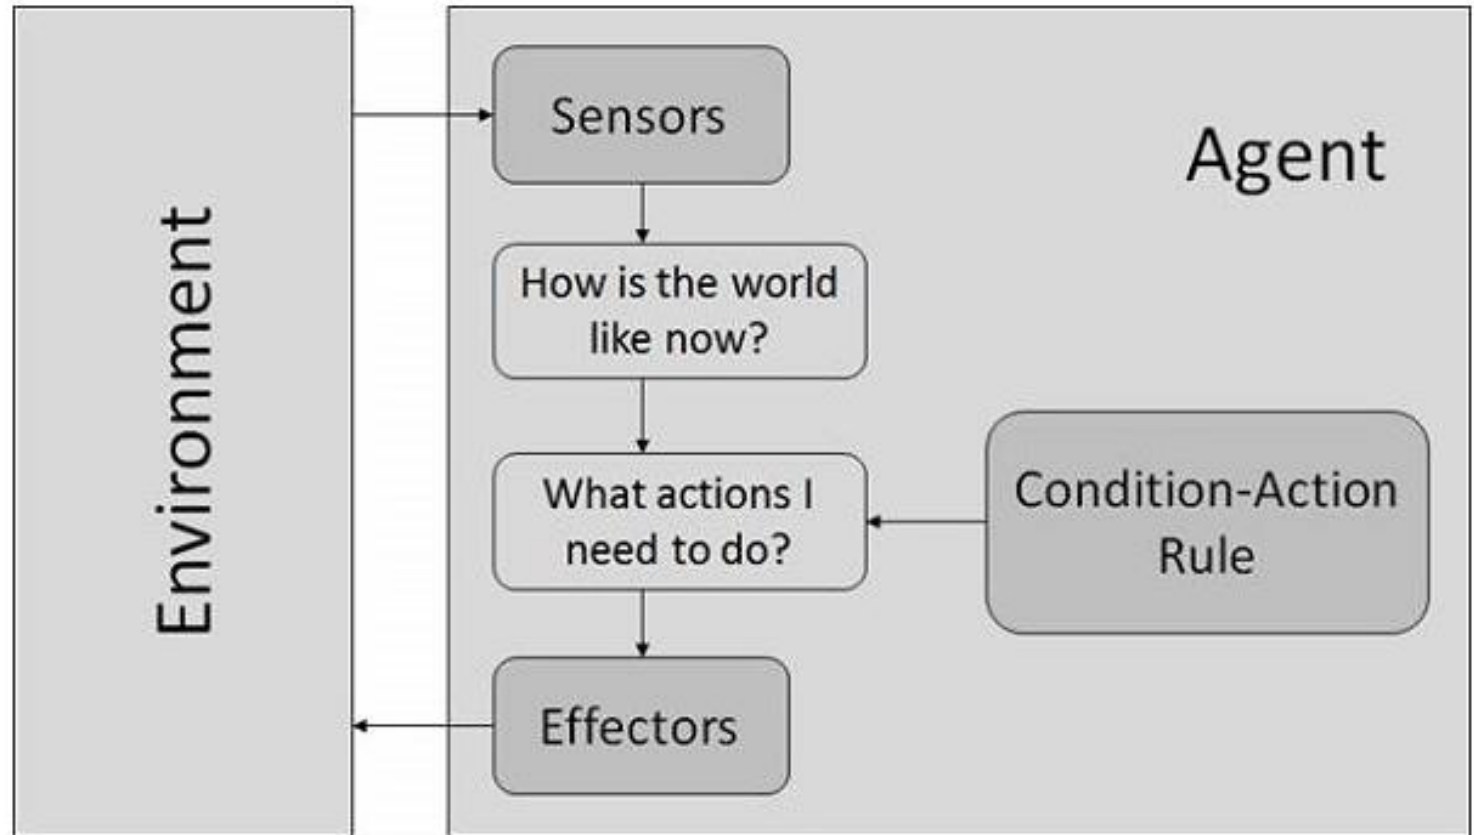 Environment
Sensors
Agent
How is the world
like now?
What actions I
need to do?
Condition-Action
Rule
Effectors